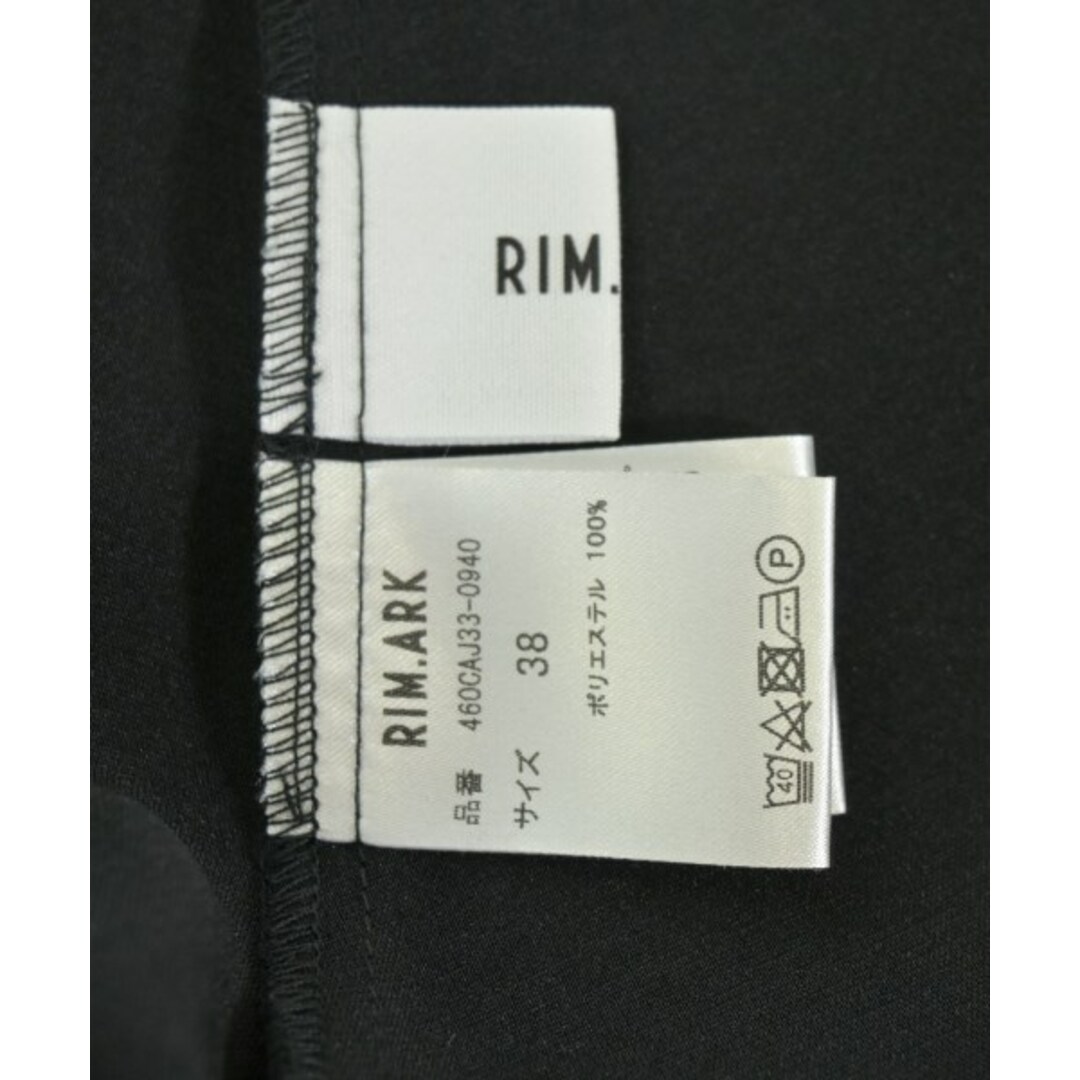 RIM.
RIM.ARK
品番 460CAJ33-0940
サイズ 38
ポリエステル 100%
40
P